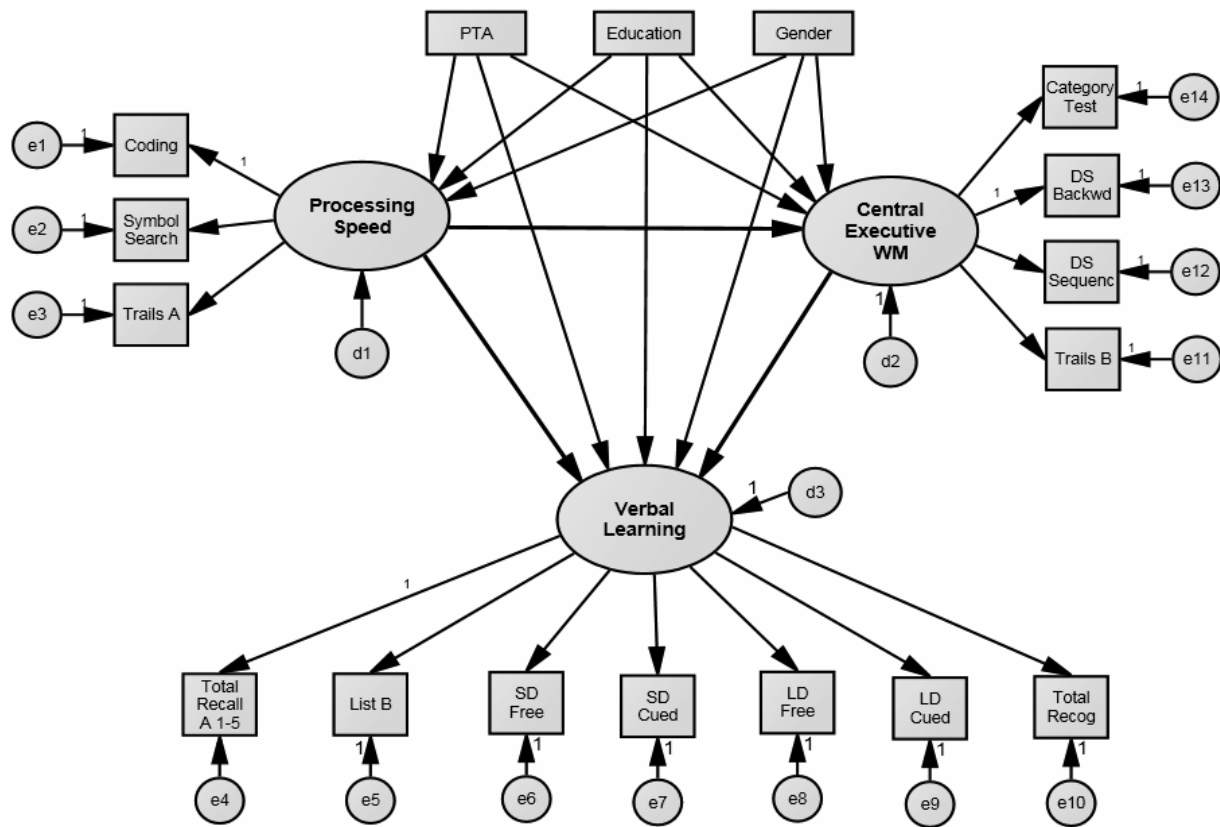 PTA
Education
Gender
Category
Test
1
e14
e1
1
Coding
1
DS
Backwd
1
1
e13
e2
1
Symbol
Search
Processing
Speed
Central
Executive
WM
DS
Sequenc
1
e12
e3
1
Trails A
d1
1
d2
Trails B
1
e11
Verbal
Learning
1
d3
1
Total
Recall
A 1-5
List B
SD
Free
SD
Cued
LD
Free
LD
Cued
Total
Recog
1
1
1
1
1
1
e4
e5
e6
e7
e8
e9
e10